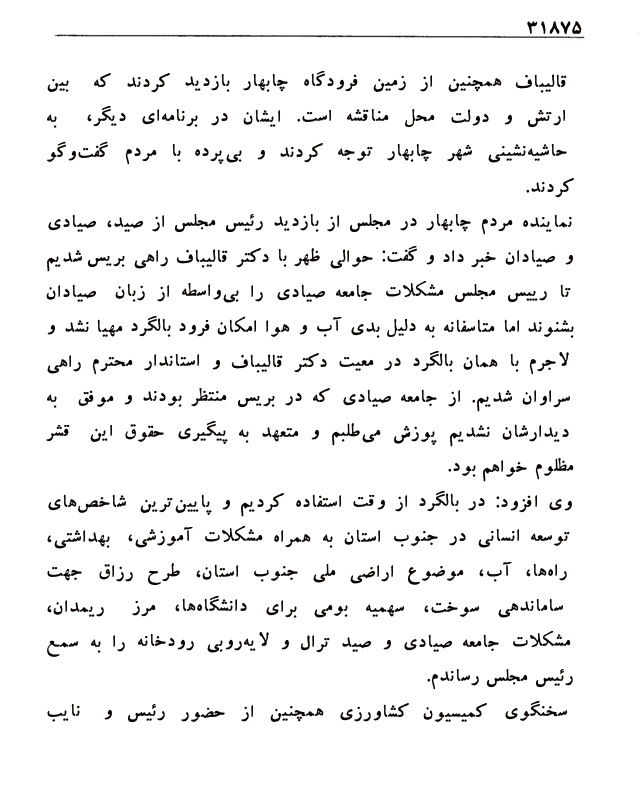 ۳۱۸۷۵
قالیباف همچنین از زمین فرودگاه چابهار بازدید کردند که بین
ارتش و دولت محل مناقشه است. ایشان در برنامه‌ای دیگر، به
حاشیه‌نشینی شهر چابهار توجه کردند و بی‌پرده با مردم گفت‌وگو
کردند.
نماینده مردم چابهار در مجلس از بازدید رئیس مجلس از صید، صیادی
و صیادان خبر داد و گفت: حوالی ظهر با دکتر قالیباف راهی بریس شدیم
تا رییس مجلس مشکلات جامعه صیادی را بی‌واسطه از زبان صیادان
بشنوند اما متاسفانه به دلیل بدی آب و هوا امکان فرود بالگرد مهیا نشد و
لاجرم با همان بالگرد در معیت دکتر قالیباف و استاندار محترم راهی
سراوان شدیم. از جامعه صیادی که در بریس منتظر بودند و موفق به
دیدارشان نشدیم پوزش می‌طلبم و متعهد به پیگیری حقوق این قشر
مظلوم خواهم بود.
وی افزود: در بالگرد از وقت استفاده کردیم و پایین‌ترین شاخص‌های
توسعه انسانی در جنوب استان به همراه مشکلات آموزشی، بهداشتی،
راه‌ها، آب، موضوع اراضی ملی جنوب استان، طرح رزاق جهت
ساماندهی سوخت، سهمیه بومی برای دانشگاه‌ها، مرز ریمدان،
مشکلات جامعه صیادی و صید ترال و لایه‌روبی رودخانه را به سمع
رئیس مجلس رساندم.
سخنگوی کمیسیون کشاورزی همچنین از حضور رئیس و نایب